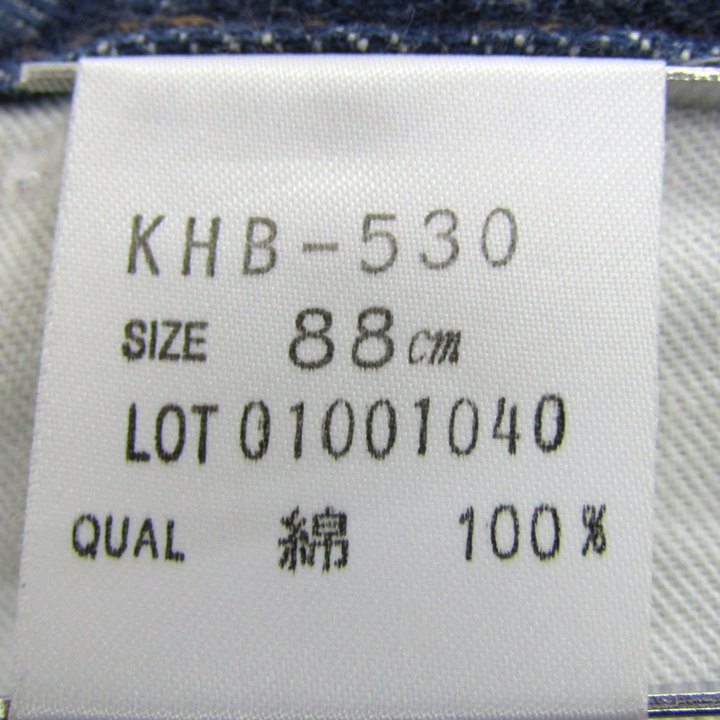 KHB-530
SIZE 88cm
LOT 01001040
QUAL 綿 100%